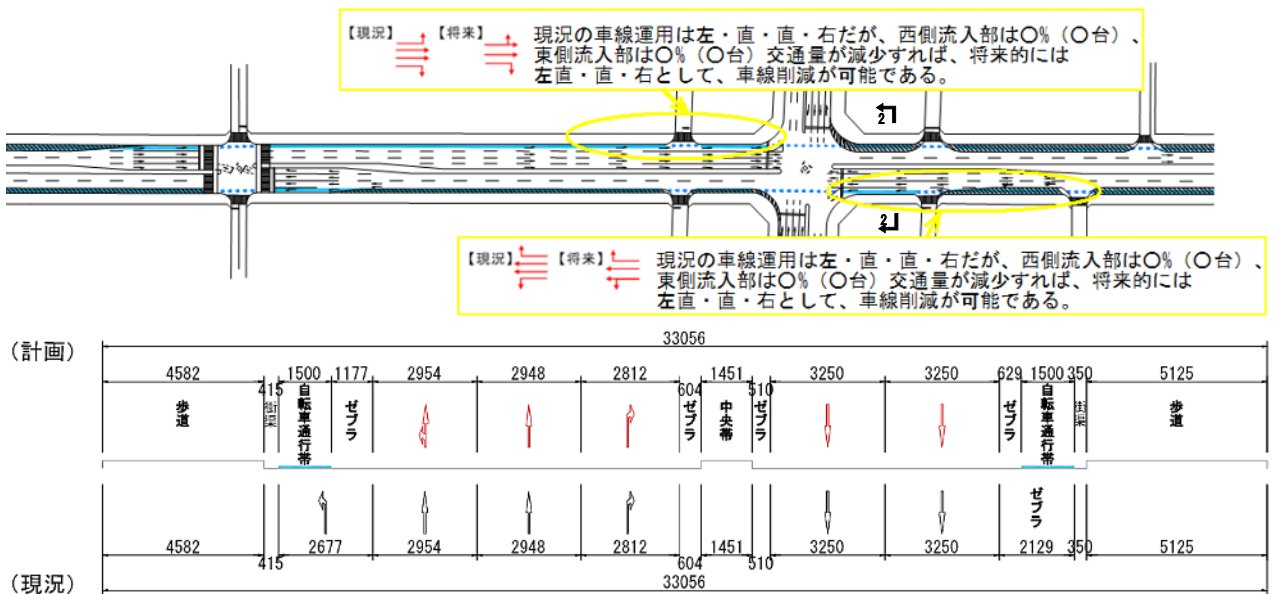 【現況】 【将来】 現況の車線運用は左・直・直・右だが、西側流入部は〇%（〇台）、
東側流入部は〇%（〇台）交通量が減少すれば、将来的には
左直・直・右として、車線削減が可能である。
2
2
【現況】 【将来】 現況の車線運用は左・直・直・右だが、西側流入部は〇%（〇台）、
東側流入部は〇%（〇台）交通量が減少すれば、将来的には
左直・直・右として、車線削減が可能である。
（計画）
33056
4582 415 1500 1177 2954 2948 2812 604 1451 510 3250 3250 629 1500 350 5125
歩道 街渠 自転車通行帯 ゼブラ ゼブラ 中央帯 ゼブラ ゼブラ 自転車通行帯 街渠 歩道
ゼブラ
4582 415 2677 2954 2948 2812 604 1451 510 3250 3250 2129 350 5125
（現況）
33056